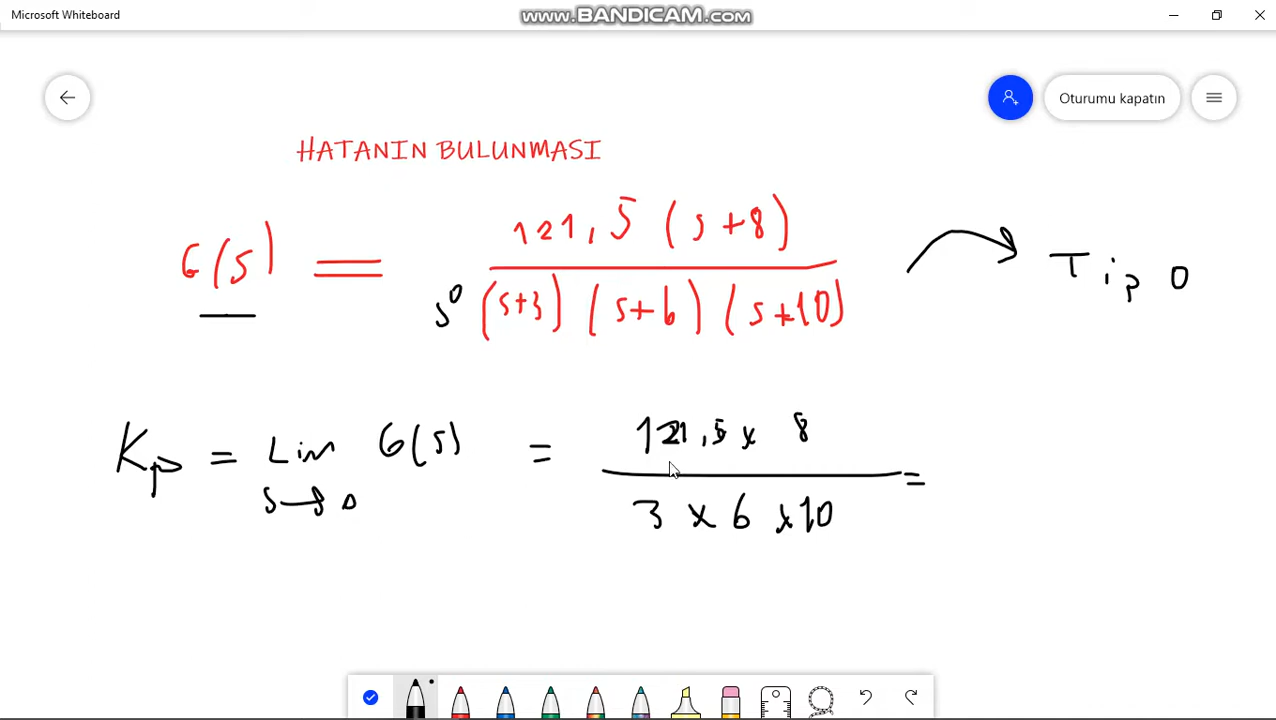 Microsoft Whiteboard
www.BANDICAM.com
Oturumu kapatın
HATANIN BULUNMASI
G(s) = 121,5 (s+8) / s⁰ (s+3) (s+6) (s+10) → Tip 0
Kp = Lim s→0 G(s) = 121,5 x 8 / 3 x 6 x 10 =